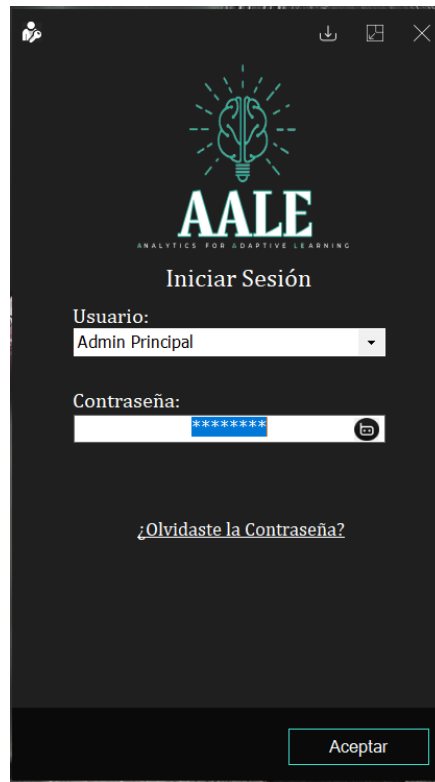 AALE
ANALYTICS FOR ADAPTIVE LEARNING
Iniciar Sesión
Usuario:
Admin Principal
Contraseña:
********
¿Olvidaste la Contraseña?
Aceptar